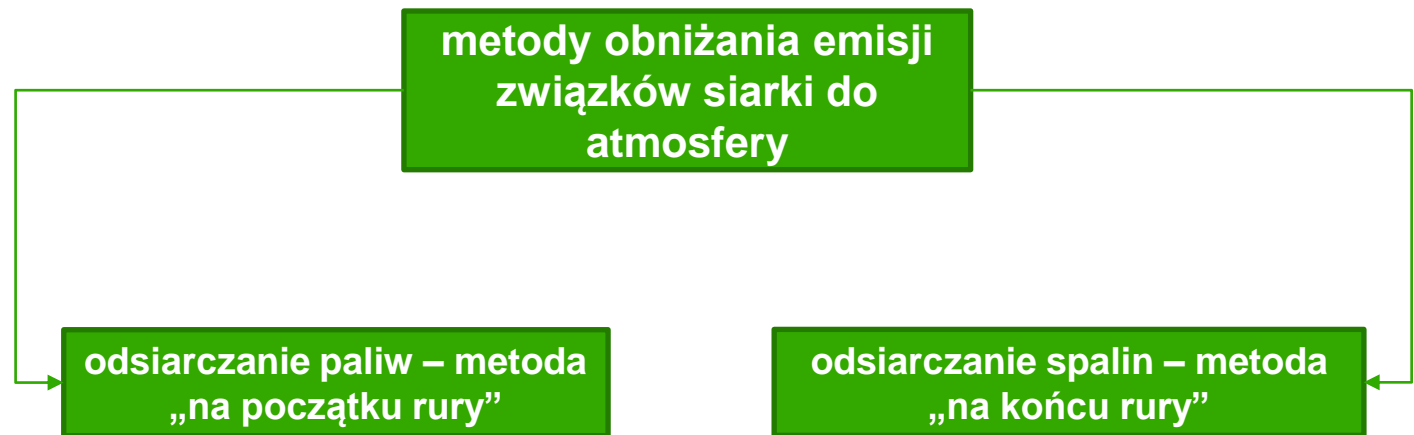 metody obniżania emisji
związków siarki do
atmosfery
odsiarczanie paliw – metoda
„na początku rury”
odsiarczanie spalin – metoda
„na końcu rury”